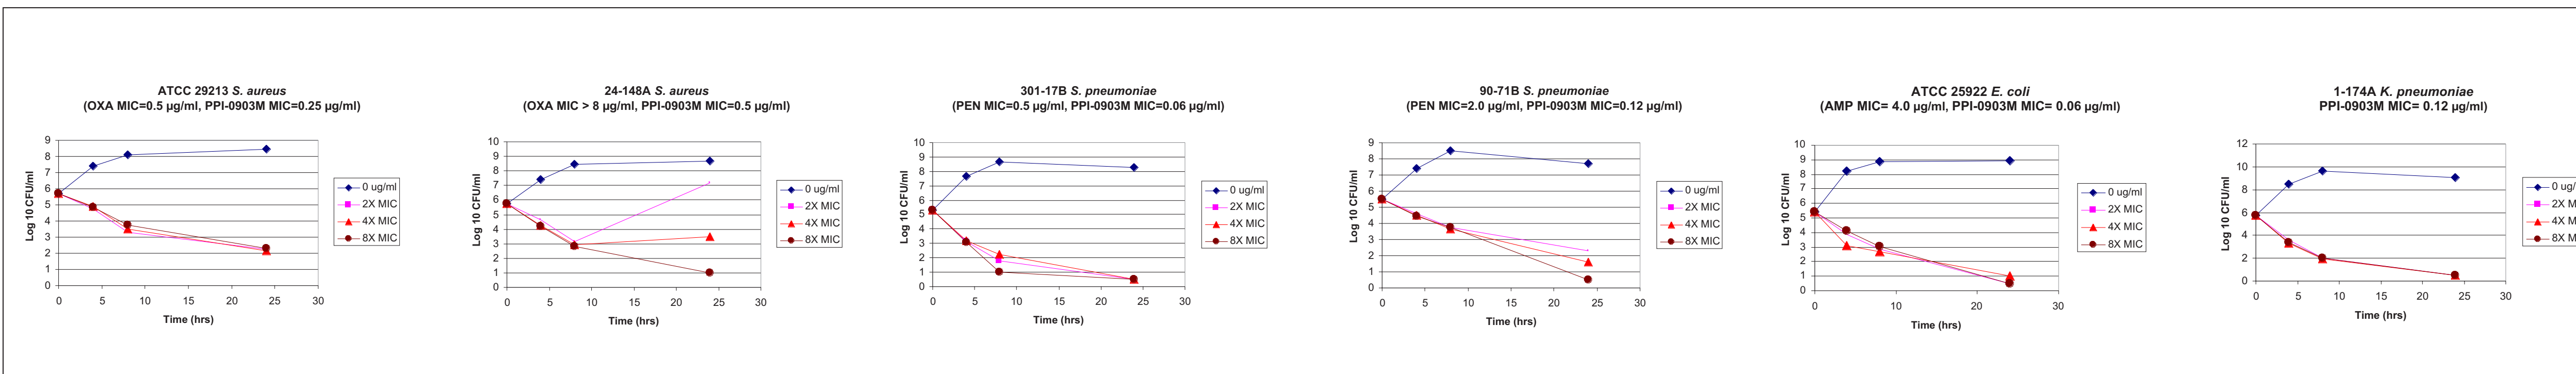 ATCC 29213 S. aureus
(OXA MIC=0.5 µg/ml, PPI-0903M MIC=0.25 µg/ml)
Log 10 CFU/ml
9
8
7
6
5
4
3
2
1
0
0 5 10 15 20 25 30
Time (hrs)
0 ug/ml
2X MIC
4X MIC
8X MIC
24-148A S. aureus
(OXA MIC > 8 µg/ml, PPI-0903M MIC=0.5 µg/ml)
Log 10 CFU/ml
10
9
8
7
6
5
4
3
2
1
0
0 5 10 15 20 25 30
Time (hrs)
0 ug/ml
2X MIC
4X MIC
8X MIC
301-17B S. pneumoniae
(PEN MIC=0.5 µg/ml, PPI-0903M MIC=0.06 µg/ml)
Log 10 CFU/ml
10
9
8
7
6
5
4
3
2
1
0
0 5 10 15 20 25 30
Time (hrs)
0 ug/ml
2X MIC
4X MIC
8X MIC
90-71B S. pneumoniae
(PEN MIC=2.0 µg/ml, PPI-0903M MIC=0.12 µg/ml)
Log 10 CFU/ml
9
8
7
6
5
4
3
2
1
0
0 5 10 15 20 25 30
Time (hrs)
0 ug/ml
2X MIC
4X MIC
8X MIC
ATCC 25922 E. coli
(AMP MIC= 4.0 µg/ml, PPI-0903M MIC= 0.06 µg/ml)
Log 10 CFU/ml
10
9
8
7
6
5
4
3
2
1
0
0 10 20 30
Time (hrs)
0 ug/ml
2X MIC
4X MIC
8X MIC
1-174A K. pneumoniae
PPI-0903M MIC= 0.12 µg/ml)
Log 10 CFU/ml
12
10
8
6
4
2
0
0 5 10 15 20 25 30
Time (hrs)
0 ug/
2X M
4X M
8X M